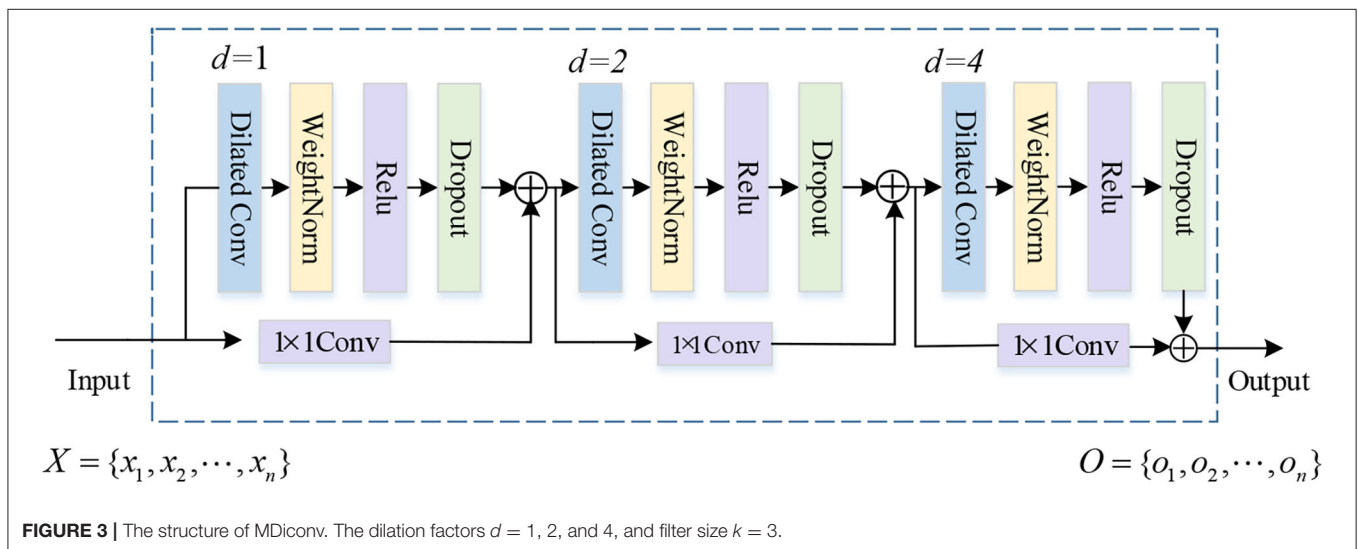 d=1
d=2
d=4
Dilated Conv
WeightNorm
Relu
Dropout
Dilated Conv
WeightNorm
Relu
Dropout
Dilated Conv
WeightNorm
Relu
Dropout
1×1Conv
1×1Conv
1×1Conv
Input
Output
X = {x₁, x₂, ⋯, xₙ}
O = {o₁, o₂, ⋯, oₙ}
FIGURE 3 | The structure of MDiconv. The dilation factors d = 1, 2, and 4, and filter size k = 3.